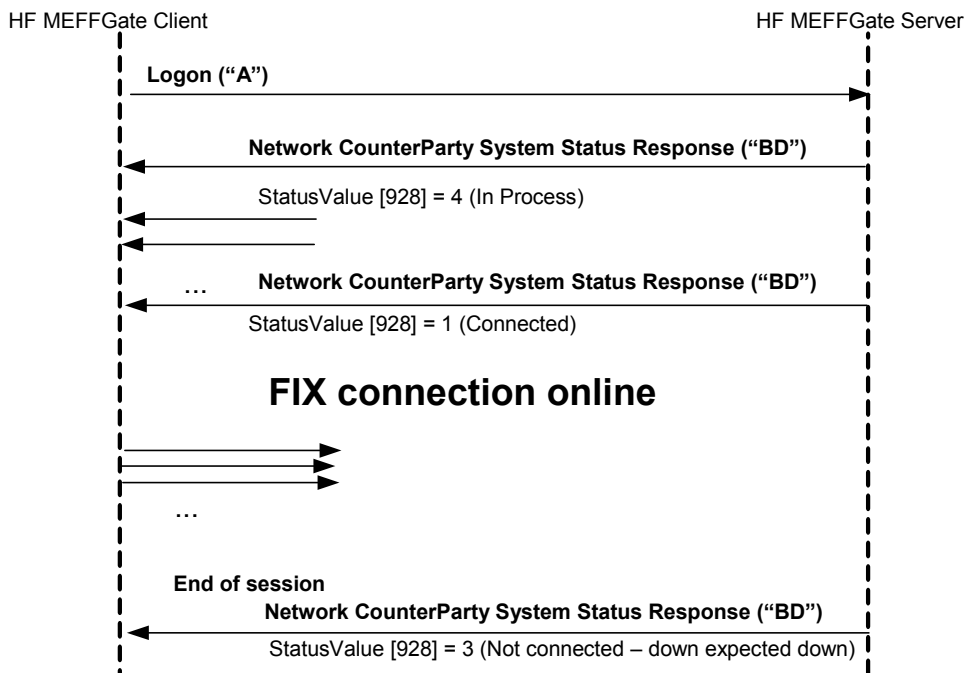 HF MEFFGate Client
HF MEFFGate Server
Logon (“A”)
Network CounterParty System Status Response (“BD”)
StatusValue [928] = 4 (In Process)
... Network CounterParty System Status Response (“BD”)
StatusValue [928] = 1 (Connected)
FIX connection online
...
End of session
Network CounterParty System Status Response (“BD”)
StatusValue [928] = 3 (Not connected – down expected down)